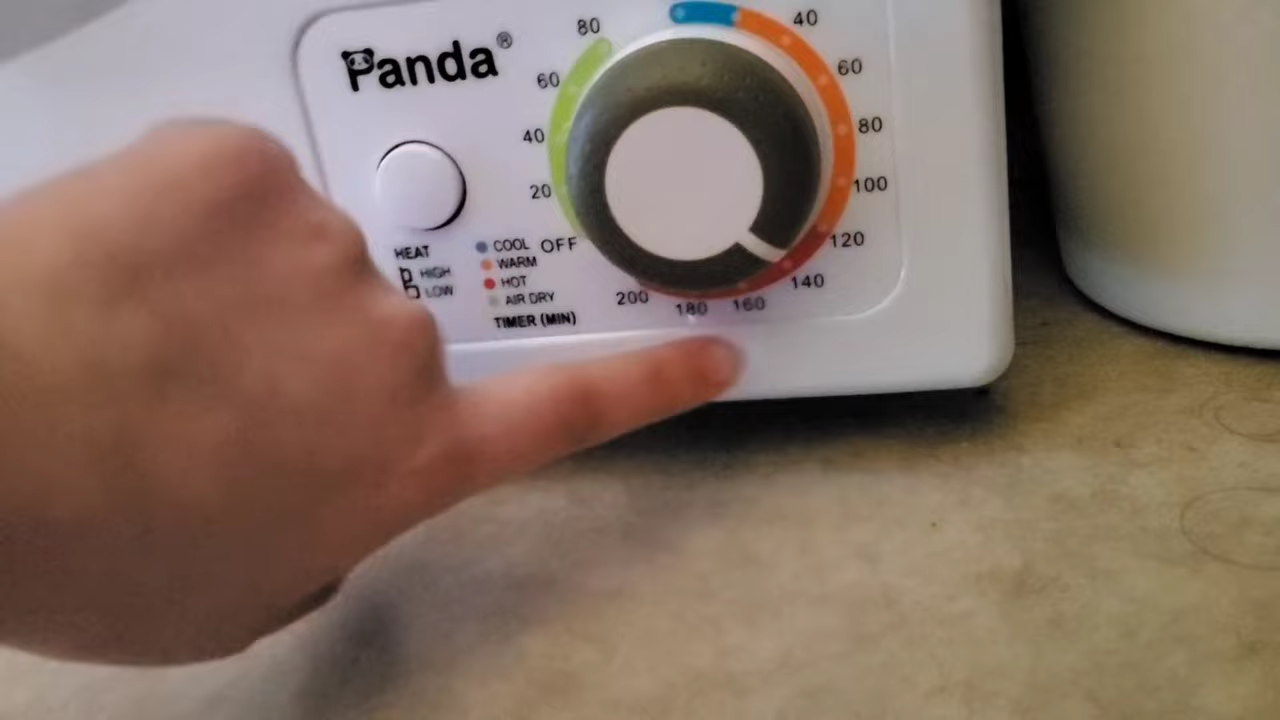 Panda®
80
60
40
20
OFF
40
60
80
100
120
140
160
180
200
HEAT
HIGH
LOW
COOL
WARM
HOT
AIR DRY
TIMER (MIN)